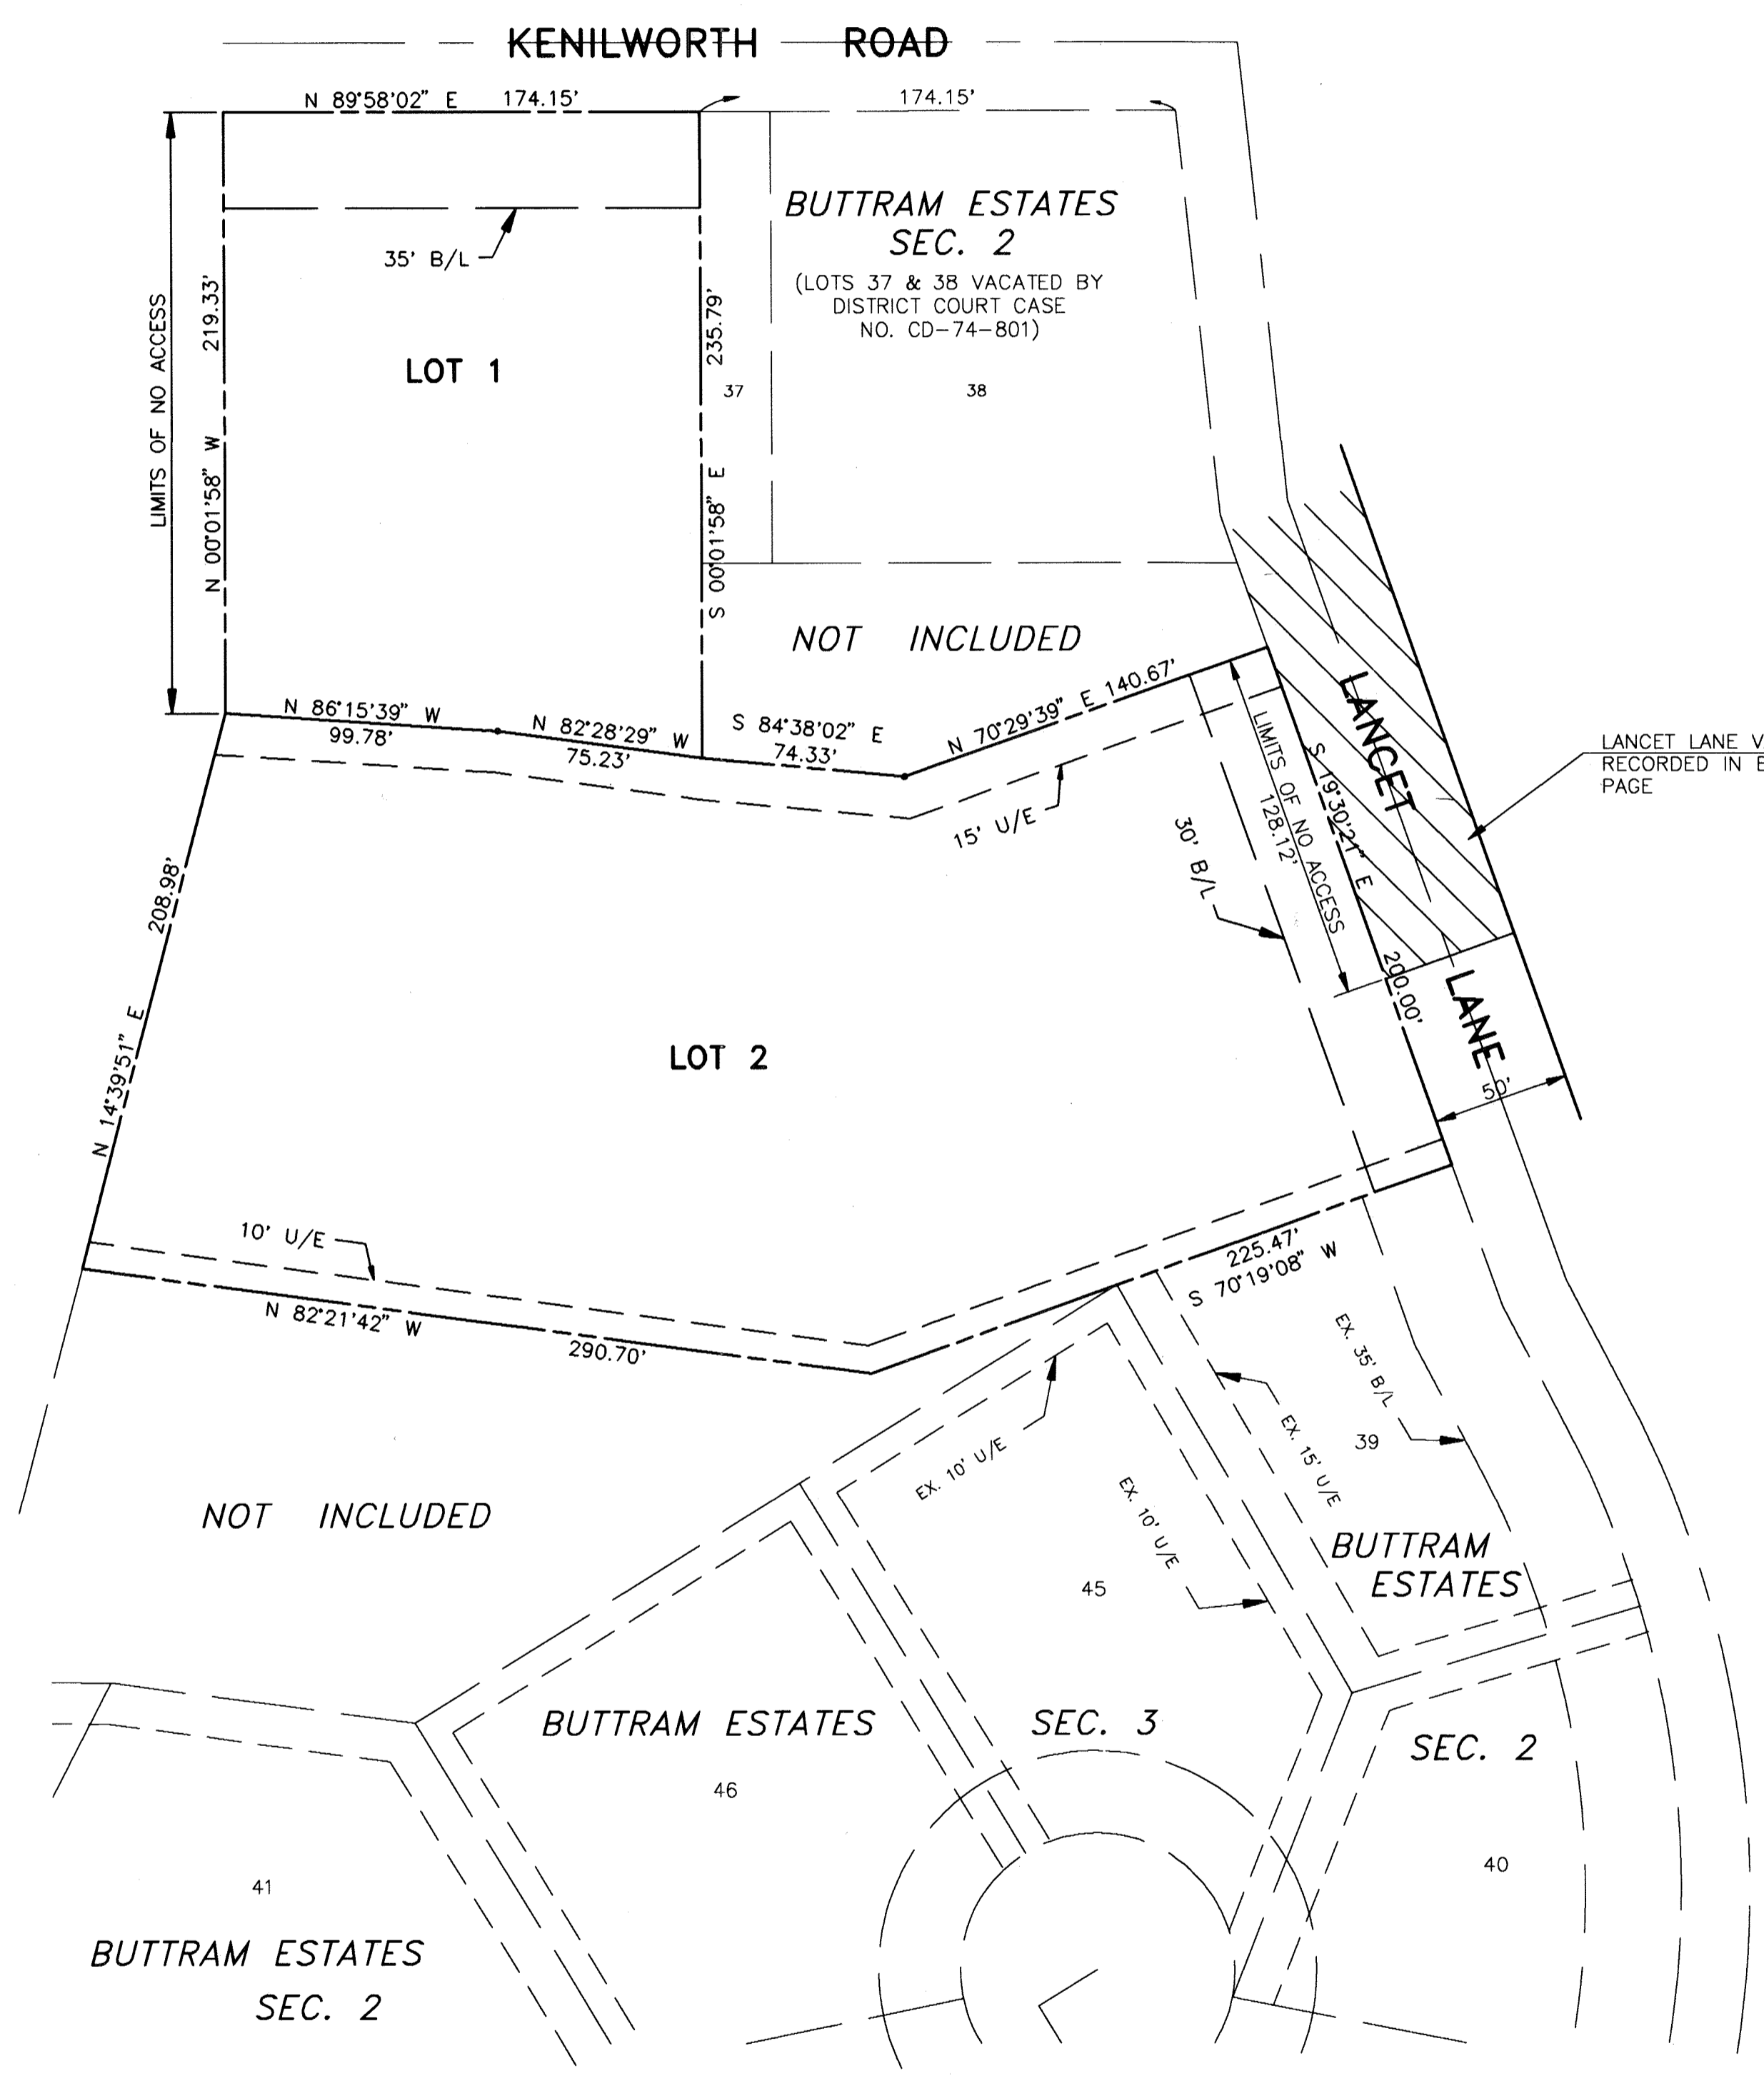 KENILWORTH ROAD
N 89°58'02" E 174.15'
174.15'
BUTTRAM ESTATES
SEC. 2
(LOTS 37 & 38 VACATED BY
DISTRICT COURT CASE
NO. CD-74-801)
35' B/L
LIMITS OF NO ACCESS
N 00°01'58" W 219.33'
LOT 1
S 00°01'58" E 235.79'
37
38
NOT INCLUDED
N 86°15'39" W
99.78'
N 82°28'29" W
75.23'
S 84°38'02" E
74.33'
N 70°29'39" E 140.67'
15' U/E
30' B/L
LIMITS OF NO ACCESS
128.12'
S 19°30'21" E 200.00'
LANCET LANE
LANCET LANE V
RECORDED IN
PAGE
50'
N 14°39'51" E 208.98'
LOT 2
10' U/E
N 82°21'42" W 290.70'
225.47'
S 70°19'08" W
NOT INCLUDED
EX. 10' U/E
EX. 10' U/E
EX. 15' U/E
EX. 35' B/L
39
BUTTRAM
ESTATES
45
BUTTRAM ESTATES
SEC. 3
SEC. 2
46
40
41
BUTTRAM ESTATES
SEC. 2